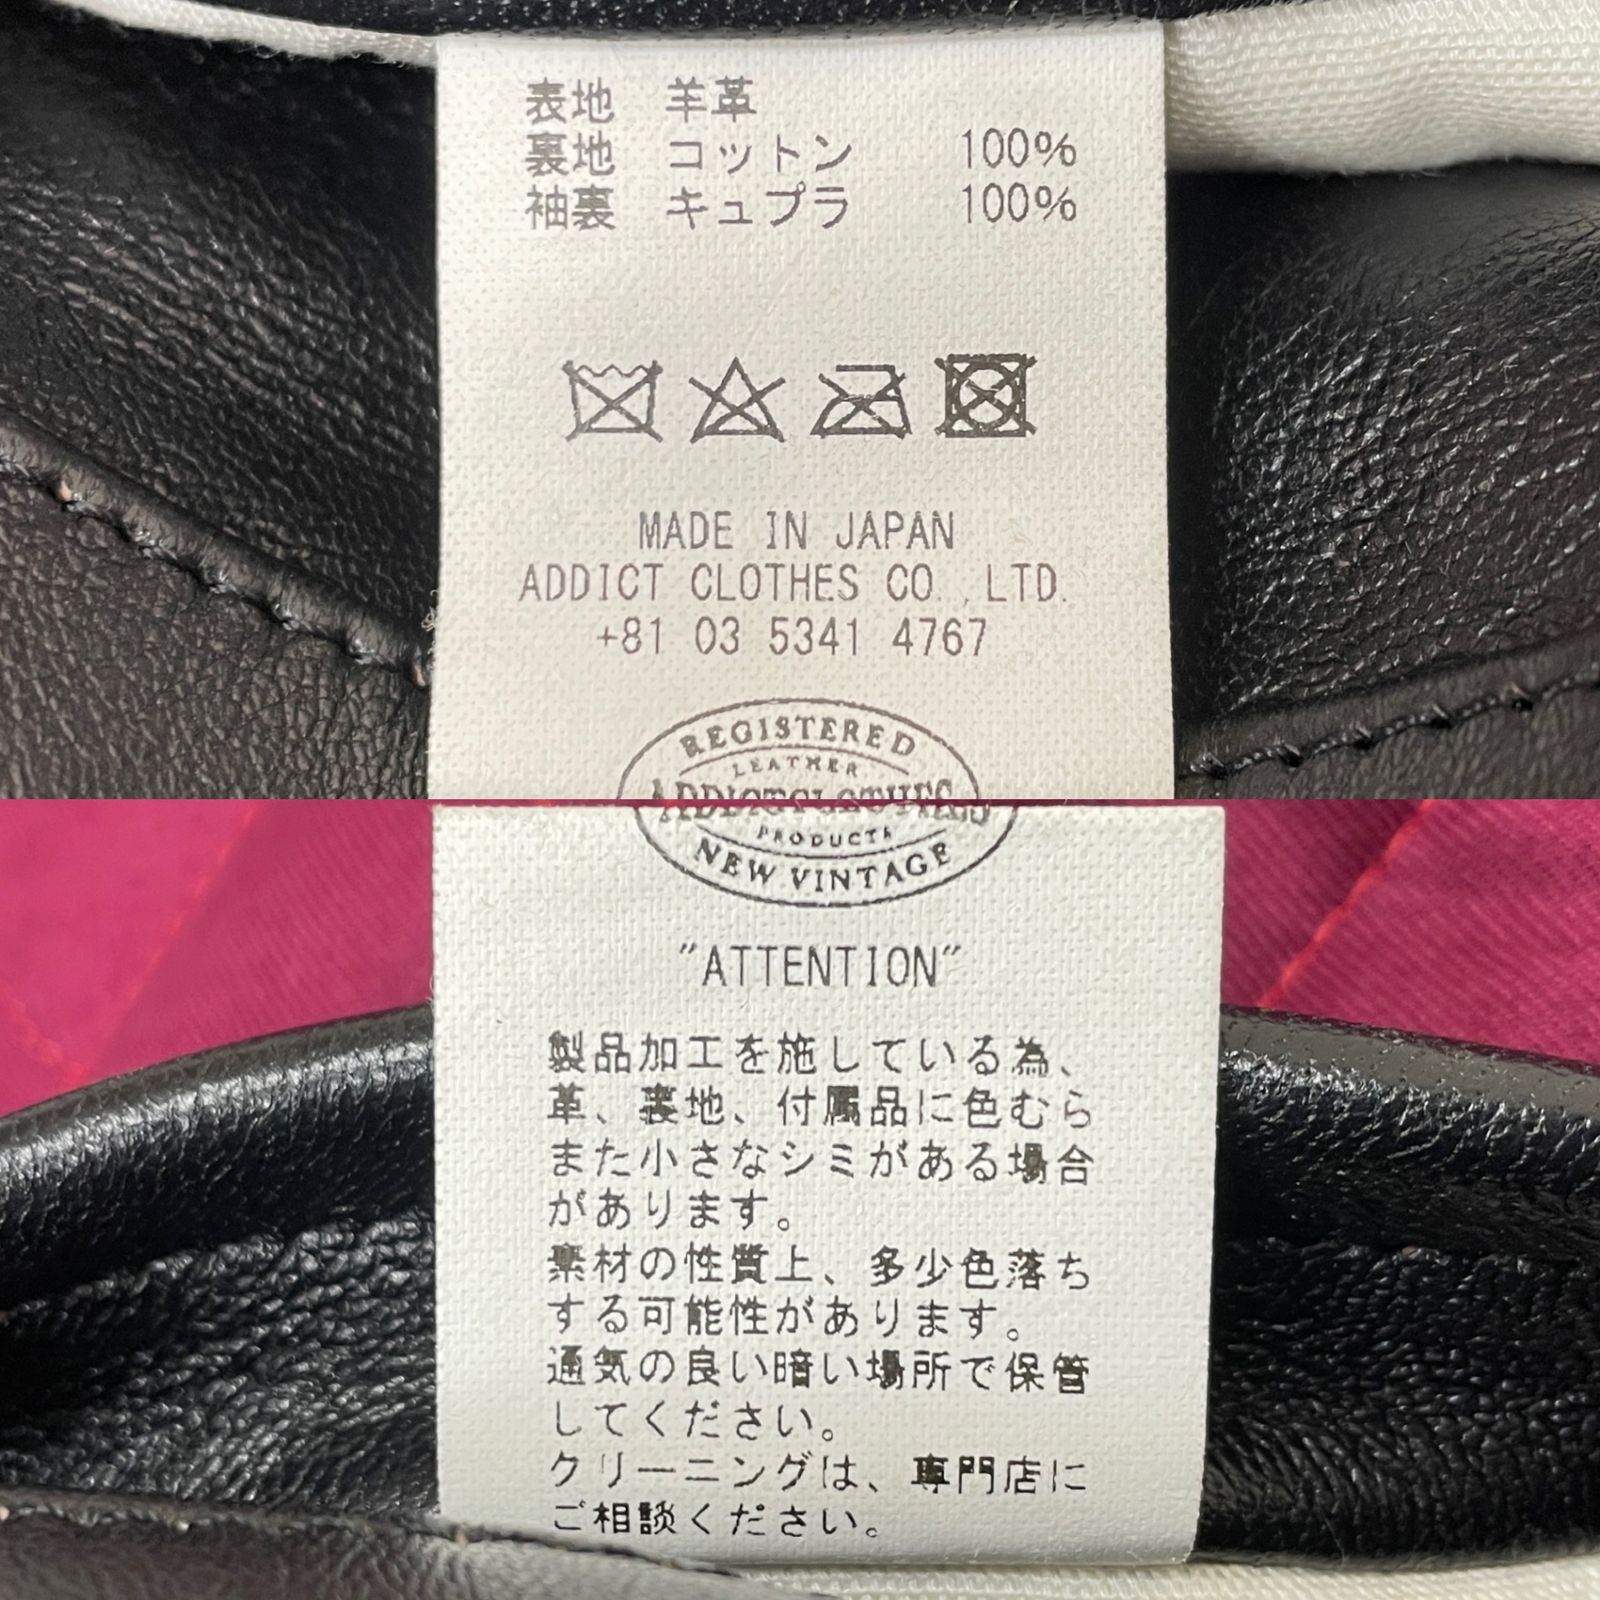 表地 羊革
裏地 コットン 100%
袖裏 キュプラ 100%
MADE IN JAPAN
ADDICT CLOTHES CO.,LTD.
+81 03 5341 4767
REGISTERED
LEATHER
ADDICT CLOTHES
PRODUCTS
NEW VINTAGE
"ATTENTION"
製品加工を施している為、
革、裏地、付属品に色むら
また小さなシミがある場合
があります。
素材の性質上、多少色落ち
する可能性があります。
通気の良い暗い場所で保管
してください。
クリーニングは、専門店に
ご相談ください。